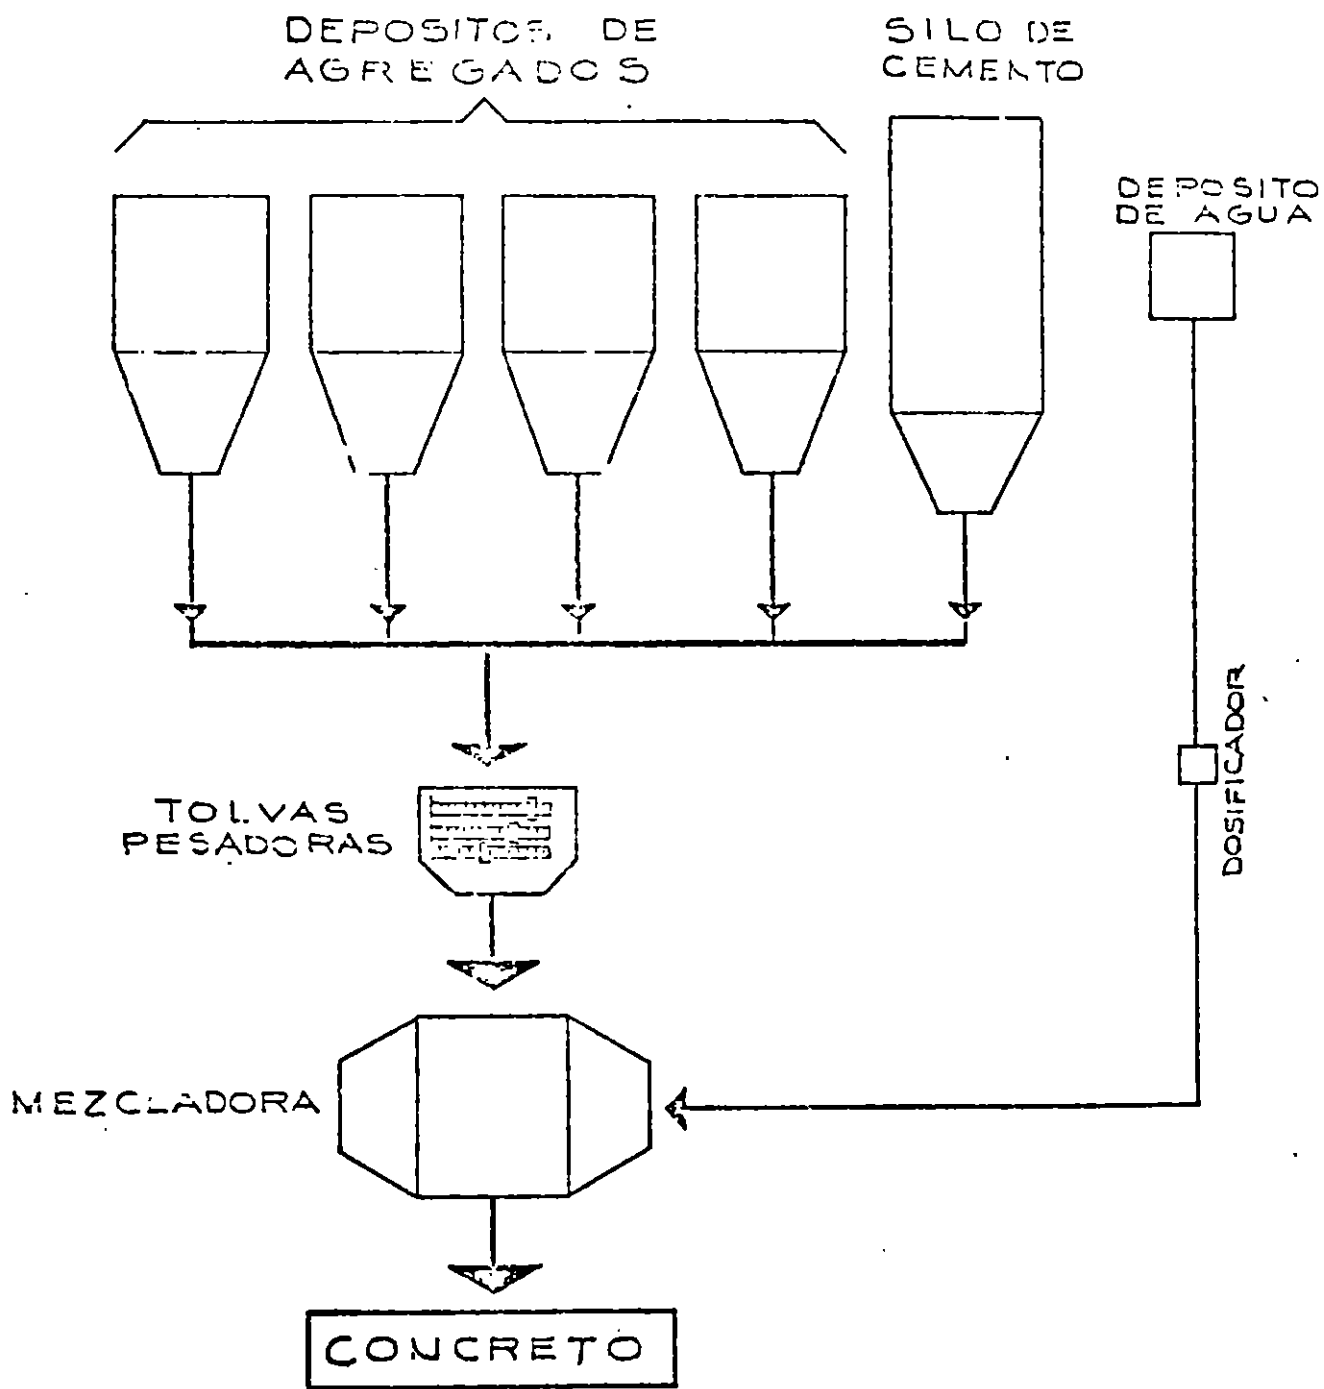 DEPOSITOS DE
AGREGADOS
SILO DE
CEMENTO
DEPOSITO
DE AGUA
DOSIFICADOR
TOLVAS
PESADORAS
MEZCLADORA
CONCRETO